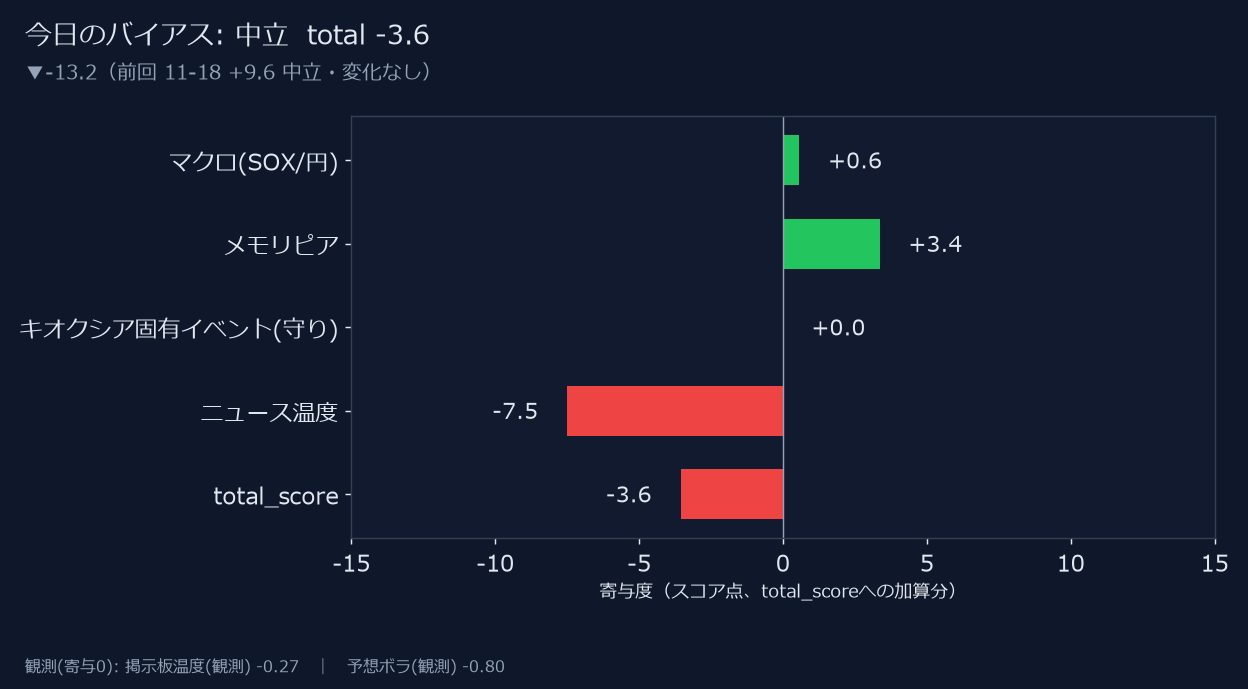 今日のバイアス: 中立  total -3.6
▼-13.2（前回 11-18 +9.6 中立・変化なし）
マクロ(SOX/円)
+0.6
メモリピア
+3.4
キオクシア固有イベント(守り)
+0.0
ニュース温度
-7.5
total_score
-3.6
-15 -10 -5 0 5 10 15
寄与度（スコア点、total_scoreへの加算分）
観測(寄与0): 掲示板温度(観測) -0.27 ｜ 予想ボラ(観測) -0.80